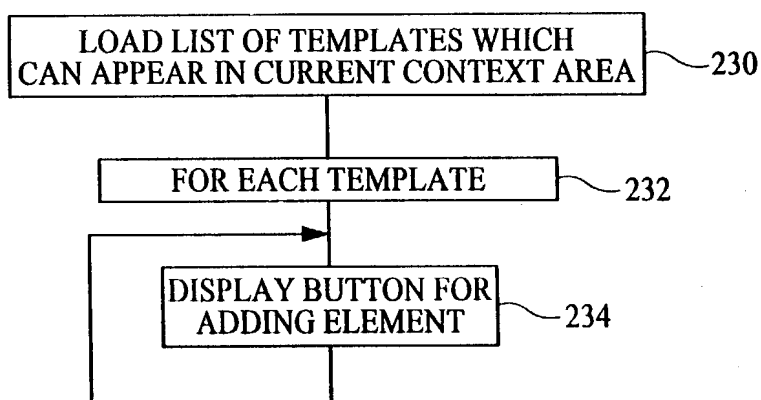 LOAD LIST OF TEMPLATES WHICH
CAN APPEAR IN CURRENT CONTEXT AREA
230
FOR EACH TEMPLATE
232
DISPLAY BUTTON FOR
ADDING ELEMENT
234